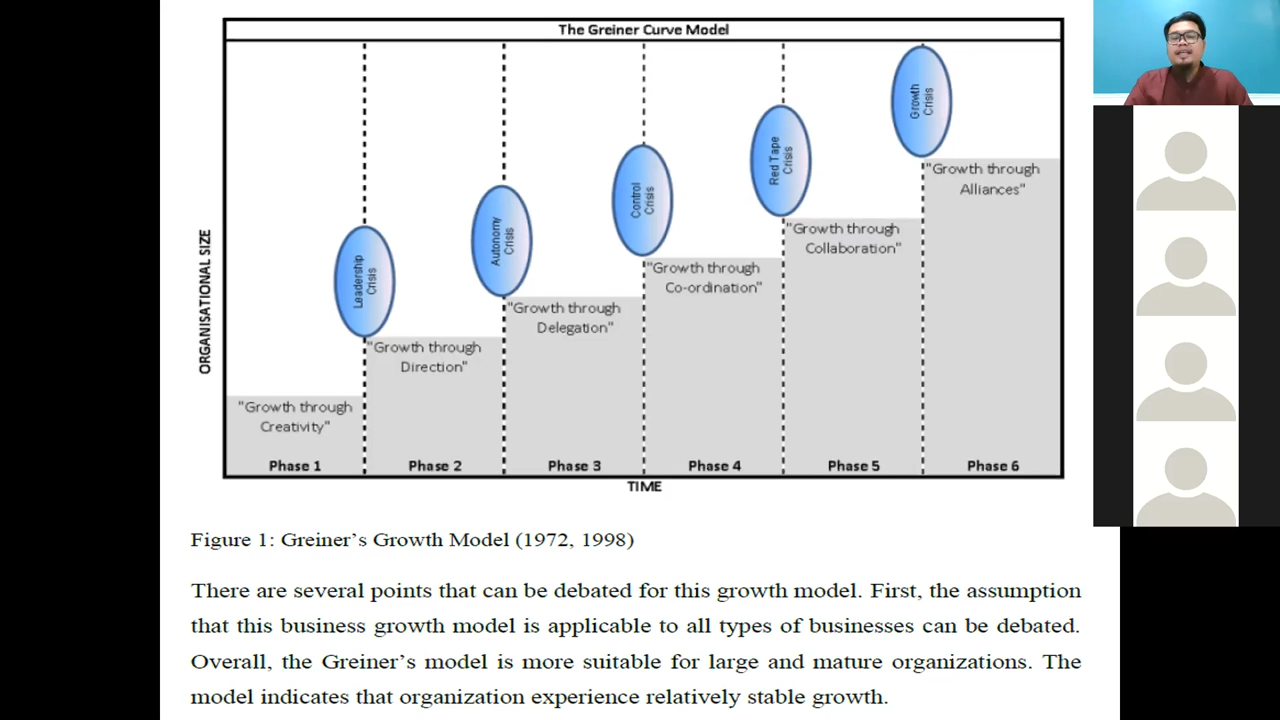 The Greiner Curve Model
ORGANISATIONAL SIZE
Leadership
Crisis
Autonomy
Crisis
Control
Crisis
Red Tape
Crisis
Growth
Crisis
"Growth through
Creativity"
"Growth through
Direction"
"Growth through
Delegation"
"Growth through
Co-ordination"
"Growth through
Collaboration"
"Growth through
Alliances"
Phase 1 Phase 2 Phase 3 Phase 4 Phase 5 Phase 6
TIME
Figure 1: Greiner’s Growth Model (1972, 1998)
There are several points that can be debated for this growth model. First, the assumption
that this business growth model is applicable to all types of businesses can be debated.
Overall, the Greiner’s model is more suitable for large and mature organizations. The
model indicates that organization experience relatively stable growth.